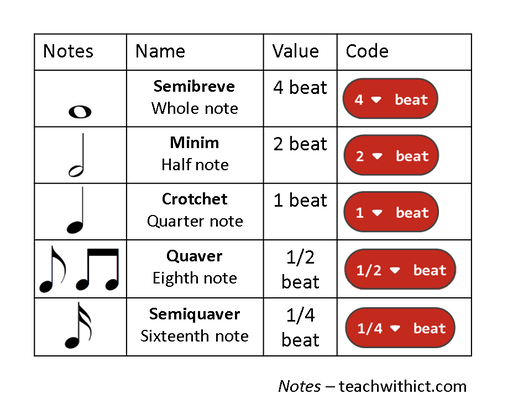 Notes Name Value Code
Semibreve 4 beat 4 beat
Whole note
Minim 2 beat 2 beat
Half note
Crotchet 1 beat 1 beat
Quarter note
Quaver 1/2 1/2 beat
Eighth note beat
Semiquaver 1/4 1/4 beat
Sixteenth note beat
Notes – teachwithict.com